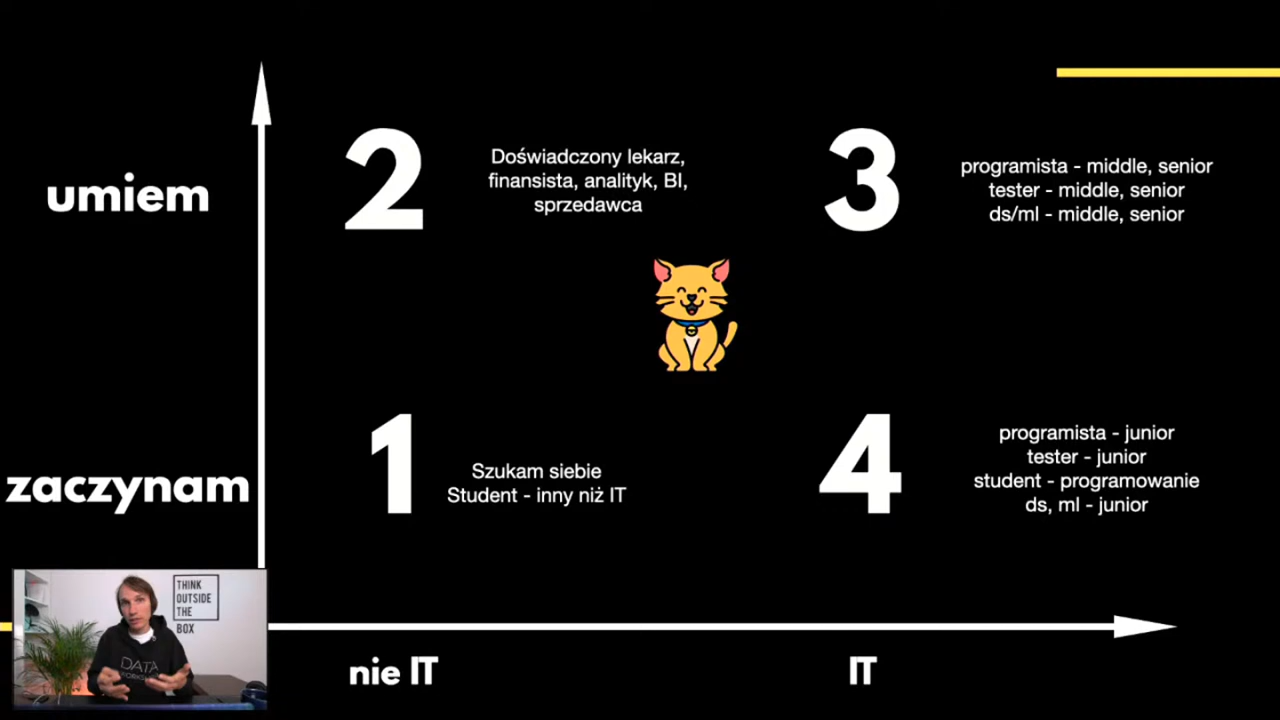 umiem
2
Doświadczony lekarz,
finansista, analityk, BI,
sprzedawca
3
programista - middle, senior
tester - middle, senior
ds/ml - middle, senior
zaczynam
1
Szukam siebie
Student - inny niż IT
4
programista - junior
tester - junior
student - programowanie
ds, ml - junior
THINK
OUTSIDE
THE
BOX
DATA
nie IT
IT